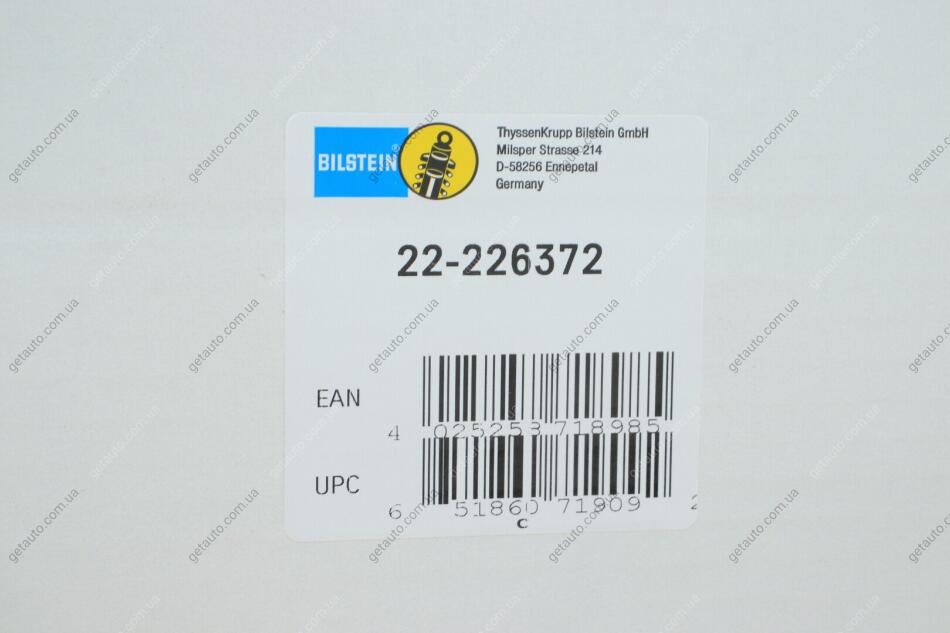 BILSTEIN®
ThyssenKrupp Bilstein GmbH
Milsper Strasse 214
D-58256 Ennepetal
Germany
22-226372
EAN
4 025253 718985
UPC
6 51860 71909 2
C
getauto.com.ua